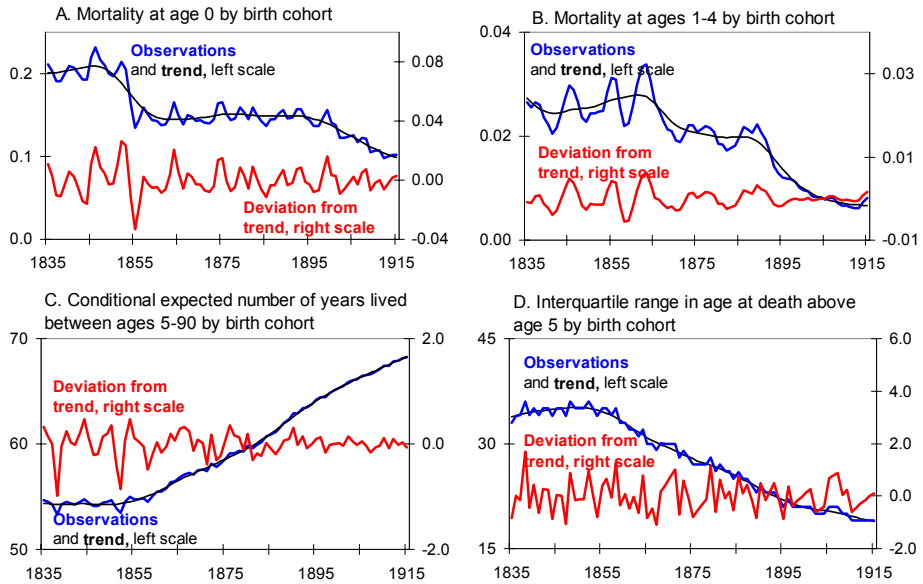 A. Mortality at age 0 by birth cohort
Observations
and trend, left scale
Deviation from
trend, right scale
0.2
0.1
0.0
0.08
0.04
0.00
-0.04
1835 1855 1875 1895 1915
B. Mortality at ages 1-4 by birth cohort
Observations
and trend, left scale
Deviation from
trend, right scale
0.04
0.02
0.00
0.03
0.01
-0.01
1835 1855 1875 1895 1915
C. Conditional expected number of years lived
between ages 5-90 by birth cohort
Deviation from
trend, right scale
Observations
and trend, left scale
70
60
50
2.0
0.0
-2.0
1835 1855 1875 1895 1915
D. Interquartile range in age at death above
age 5 by birth cohort
Observations
and trend, left scale
Deviation from
trend, right scale
45
35
25
15
6.0
4.0
2.0
0.0
-2.0
1835 1855 1875 1895 1915